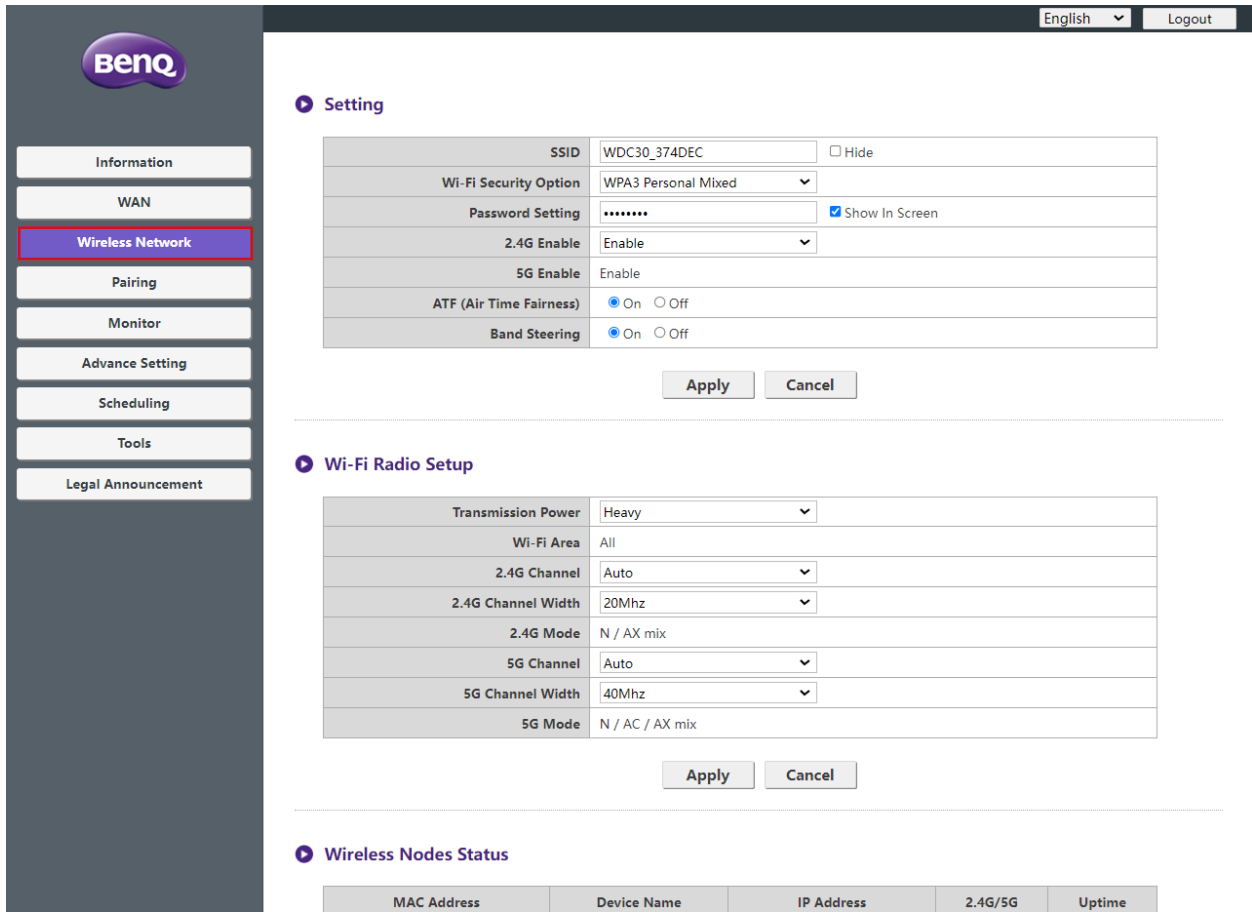 English Logout
BenQ
Setting
SSID WDC30_374DEC Hide
Information
Wi-Fi Security Option WPA3 Personal Mixed
WAN
Password Setting •••••••• Show In Screen
Wireless Network
2.4G Enable Enable
5G Enable Enable
Pairing
ATF (Air Time Fairness) On Off
Monitor
Band Steering On Off
Advance Setting
Apply Cancel
Scheduling
Tools
Wi-Fi Radio Setup
Legal Announcement
Transmission Power Heavy
Wi-Fi Area All
2.4G Channel Auto
2.4G Channel Width 20Mhz
2.4G Mode N / AX mix
5G Channel Auto
5G Channel Width 40Mhz
5G Mode N / AC / AX mix
Apply Cancel
Wireless Nodes Status
MAC Address Device Name IP Address 2.4G/5G Uptime